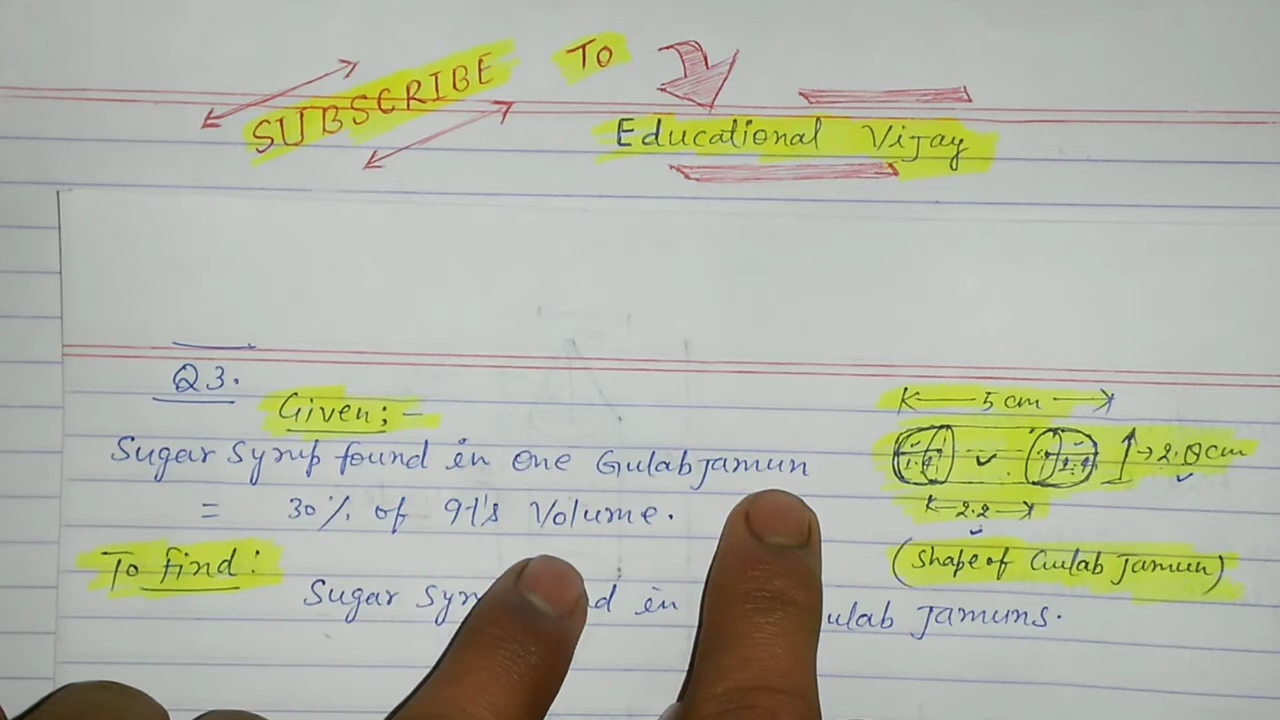 SUBSCRIBE TO
Educational Vijay
Q3.
Given;-
5 cm
Sugar Syrup found in one Gulabjamun
2.8cm
= 30% of It's Volume.
2.2
To find:
(Shape of Gulab Jamun)
Sugar in ulab Jamuns.